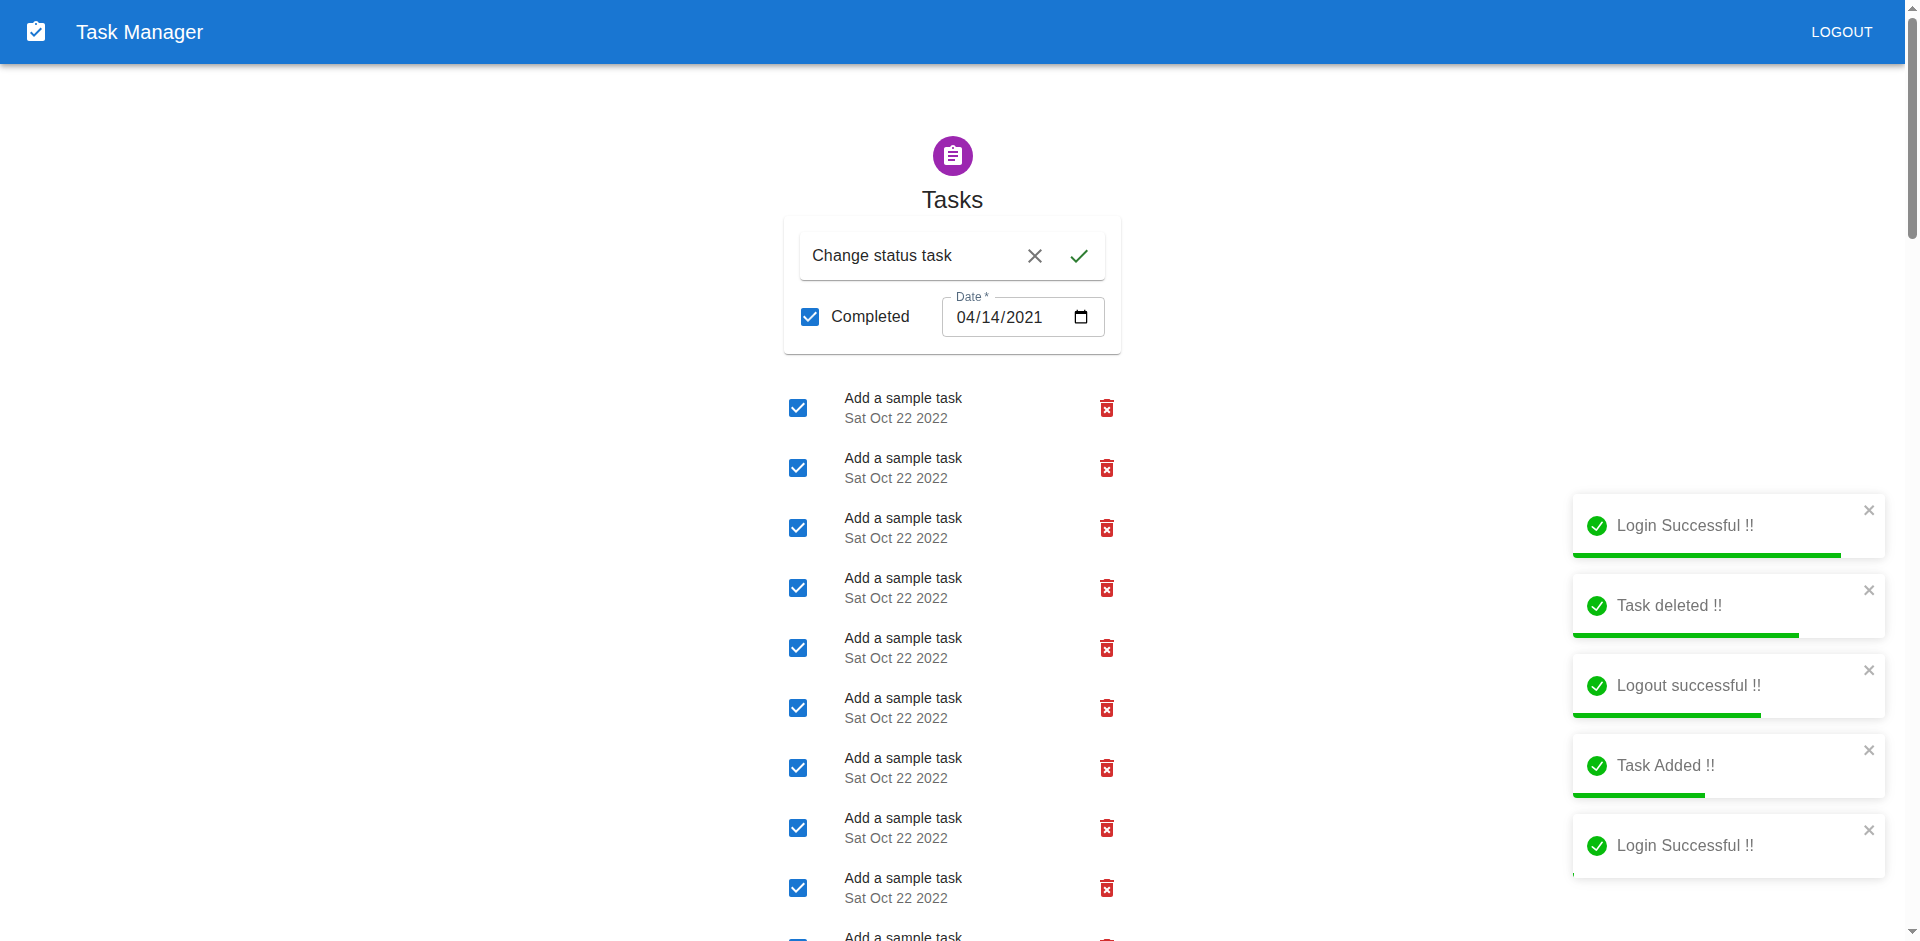 Task Manager
LOGOUT
Tasks
Change status task
Date *
Completed
04/14/2021
Add a sample task
Sat Oct 22 2022
Add a sample task
Sat Oct 22 2022
Add a sample task
Sat Oct 22 2022
Add a sample task
Sat Oct 22 2022
Add a sample task
Sat Oct 22 2022
Add a sample task
Sat Oct 22 2022
Add a sample task
Sat Oct 22 2022
Add a sample task
Sat Oct 22 2022
Add a sample task
Sat Oct 22 2022
Add a sample task
Login Successful !!
Task deleted !!
Logout successful !!
Task Added !!
Login Successful !!